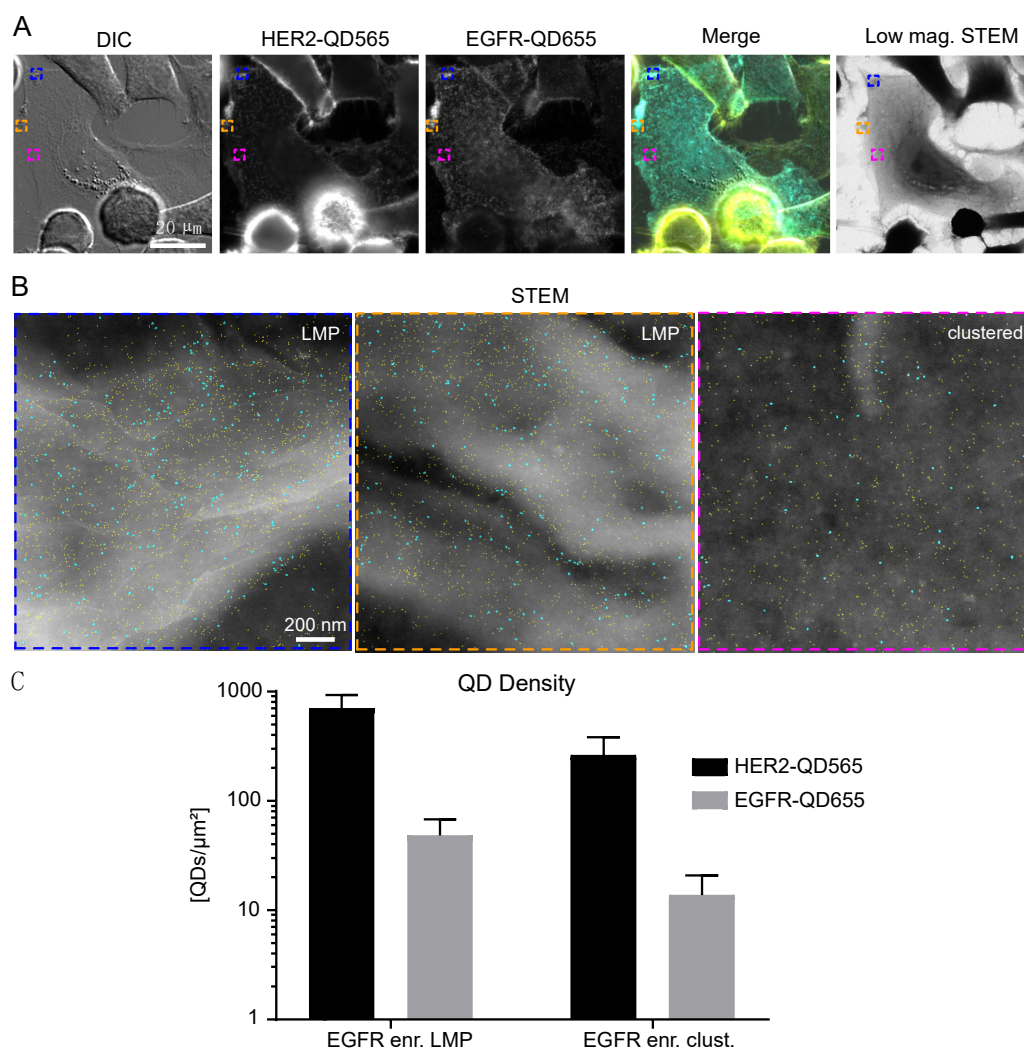 A
DIC
HER2-QD565
EGFR-QD655
Merge
Low mag. STEM
20 µm
B
STEM
LMP
LMP
clustered
200 nm
C
QD Density
1000
100
10
1
[QDs/µm²]
HER2-QD565
EGFR-QD655
EGFR enr. LMP
EGFR enr. clust.